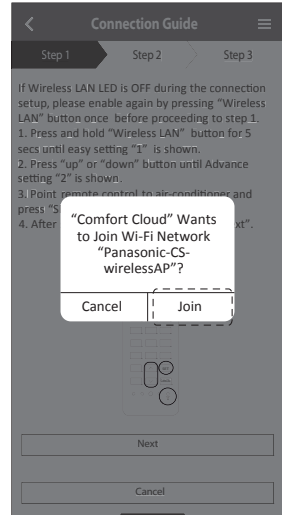 Connection Guide
Step 1 Step 2 Step 3
If Wireless LAN LED is OFF during the connection
setup, please enable again by pressing "Wireless
LAN" button once before proceeding to step 1.
1. Press and hold "Wireless LAN" button for 5
secs until easy setting "1" is shown.
2. Press "up" or "down" button until Advance
setting "2" is shown.
3. Point remote control to air-conditioner and
press "S
4. After xt".
"Comfort Cloud" Wants
to Join Wi-Fi Network
"Panasonic-CS-
wirelessAP"?
Cancel Join
Next
Cancel